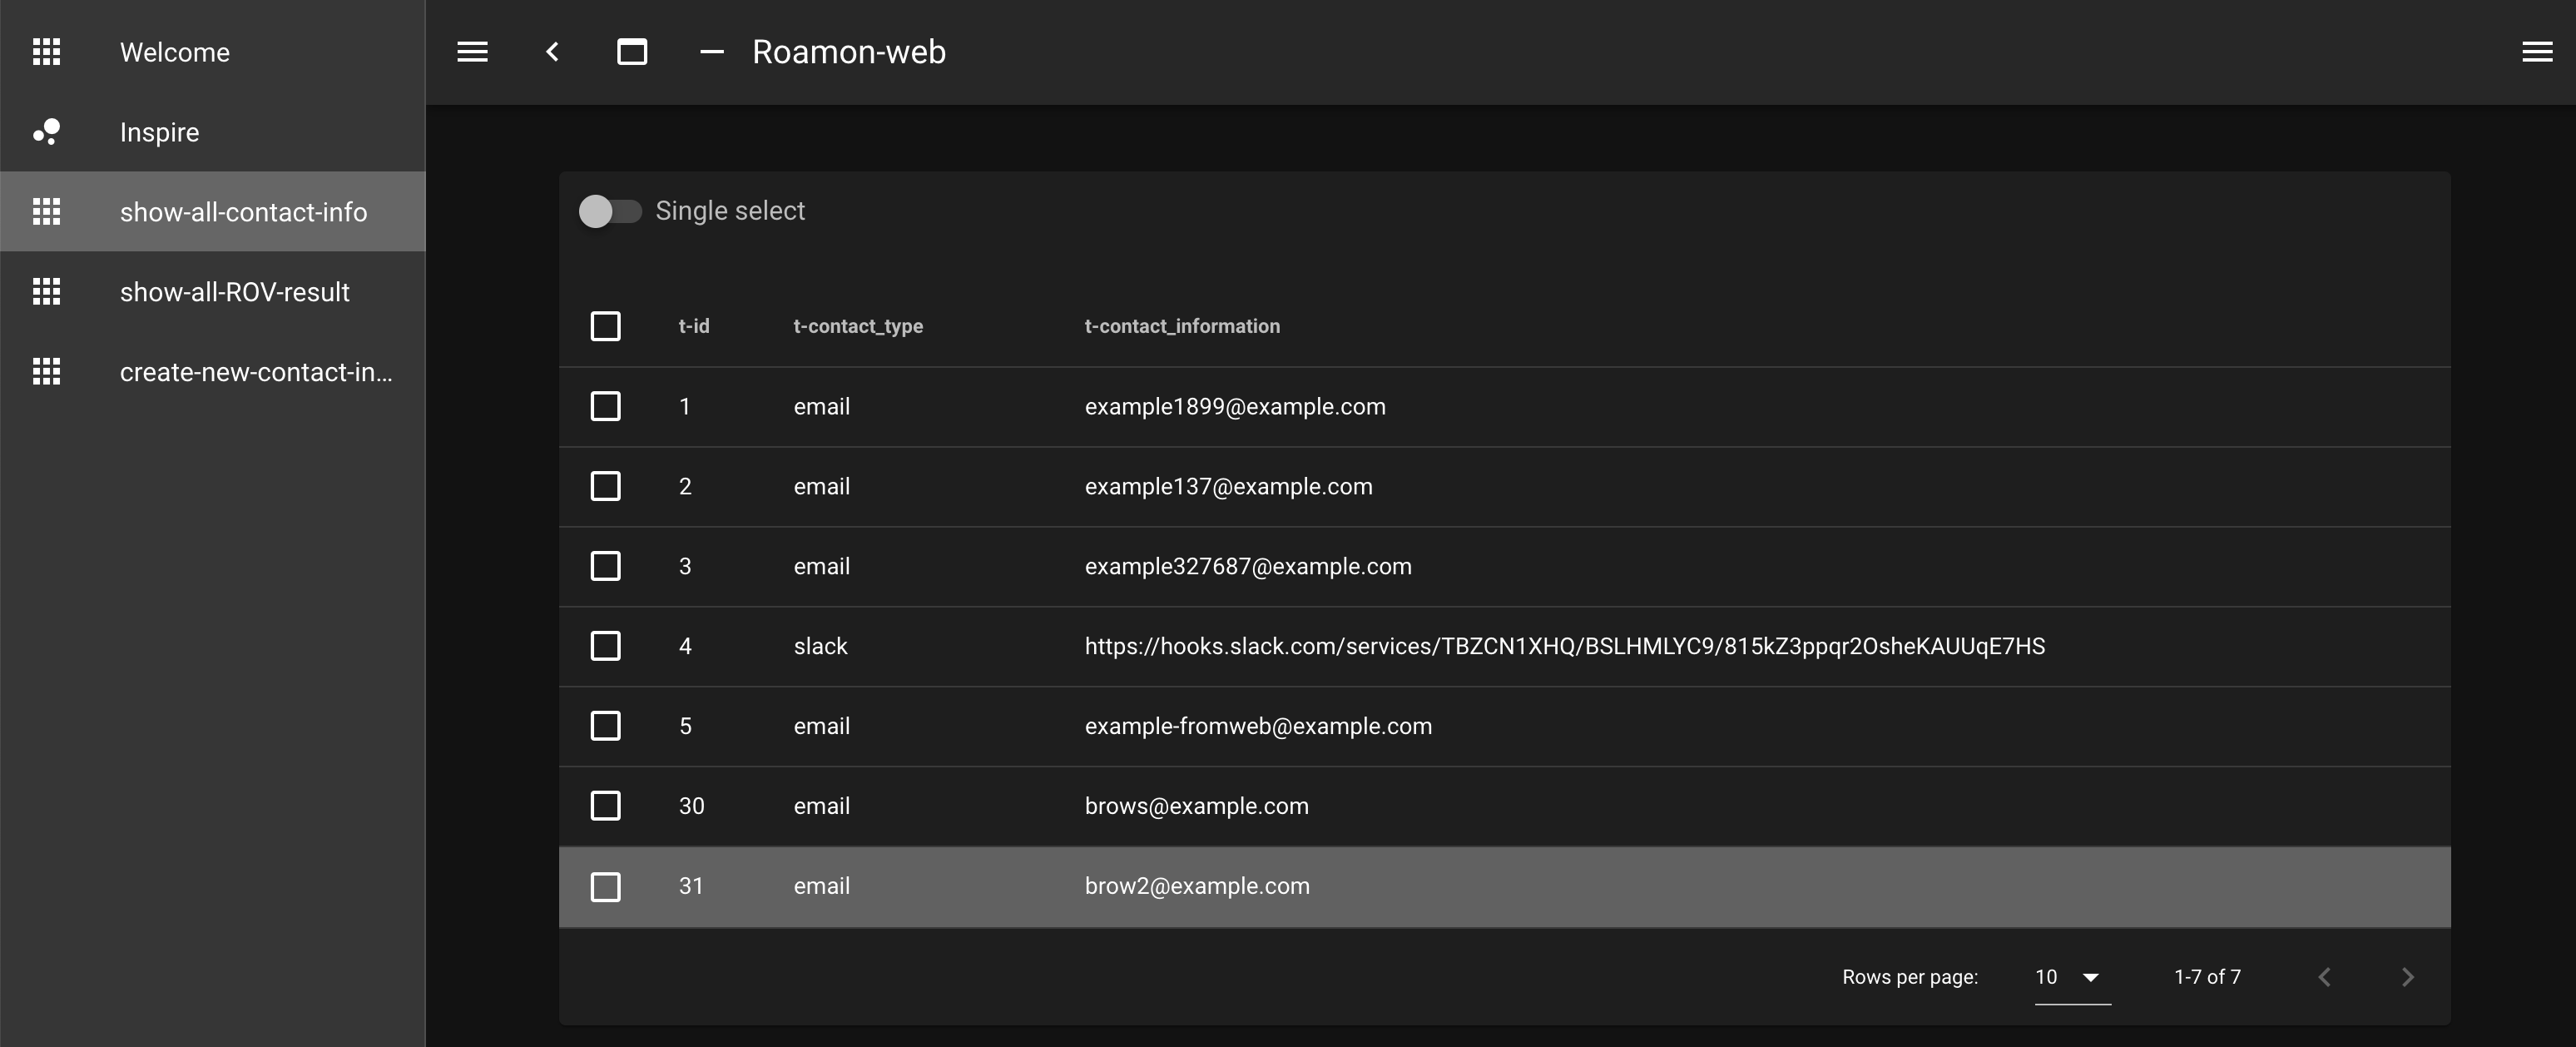 Welcome
Inspire
show-all-contact-info
show-all-ROV-result
create-new-contact-in...
Roamon-web
Single select
t-id t-contact_type t-contact_information
1 email example1899@example.com
2 email example137@example.com
3 email example327687@example.com
4 slack https://hooks.slack.com/services/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
5 email example-fromweb@example.com
30 email brows@example.com
31 email brow2@example.com
Rows per page: 10 1-7 of 7